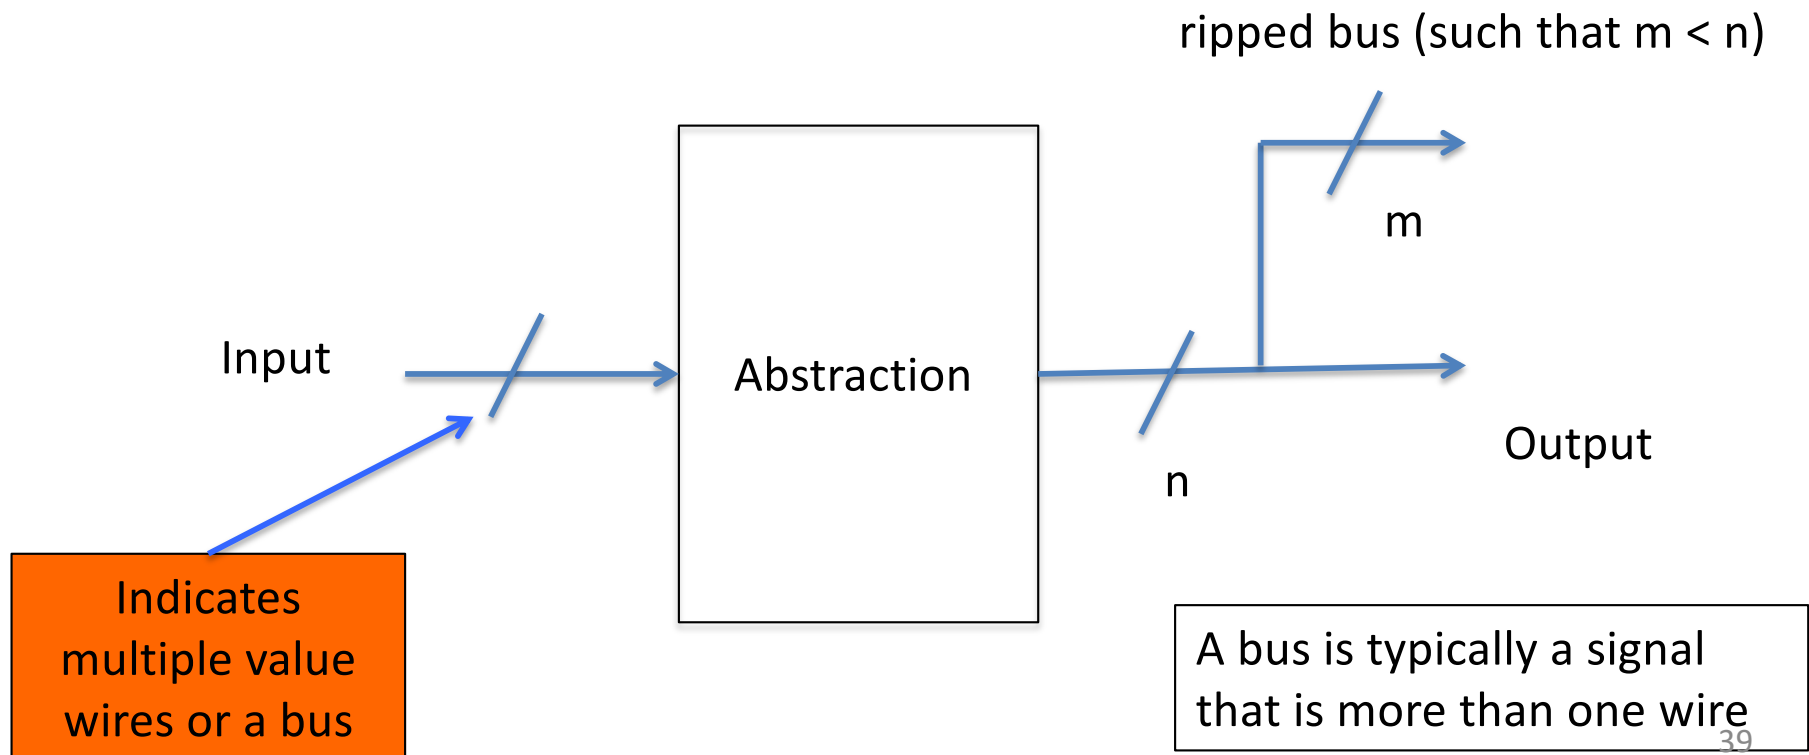 ripped bus (such that m < n)
m
Input
Abstraction
Output
n
Indicates
multiple value
wires or a bus
A bus is typically a signal
that is more than one wire
39